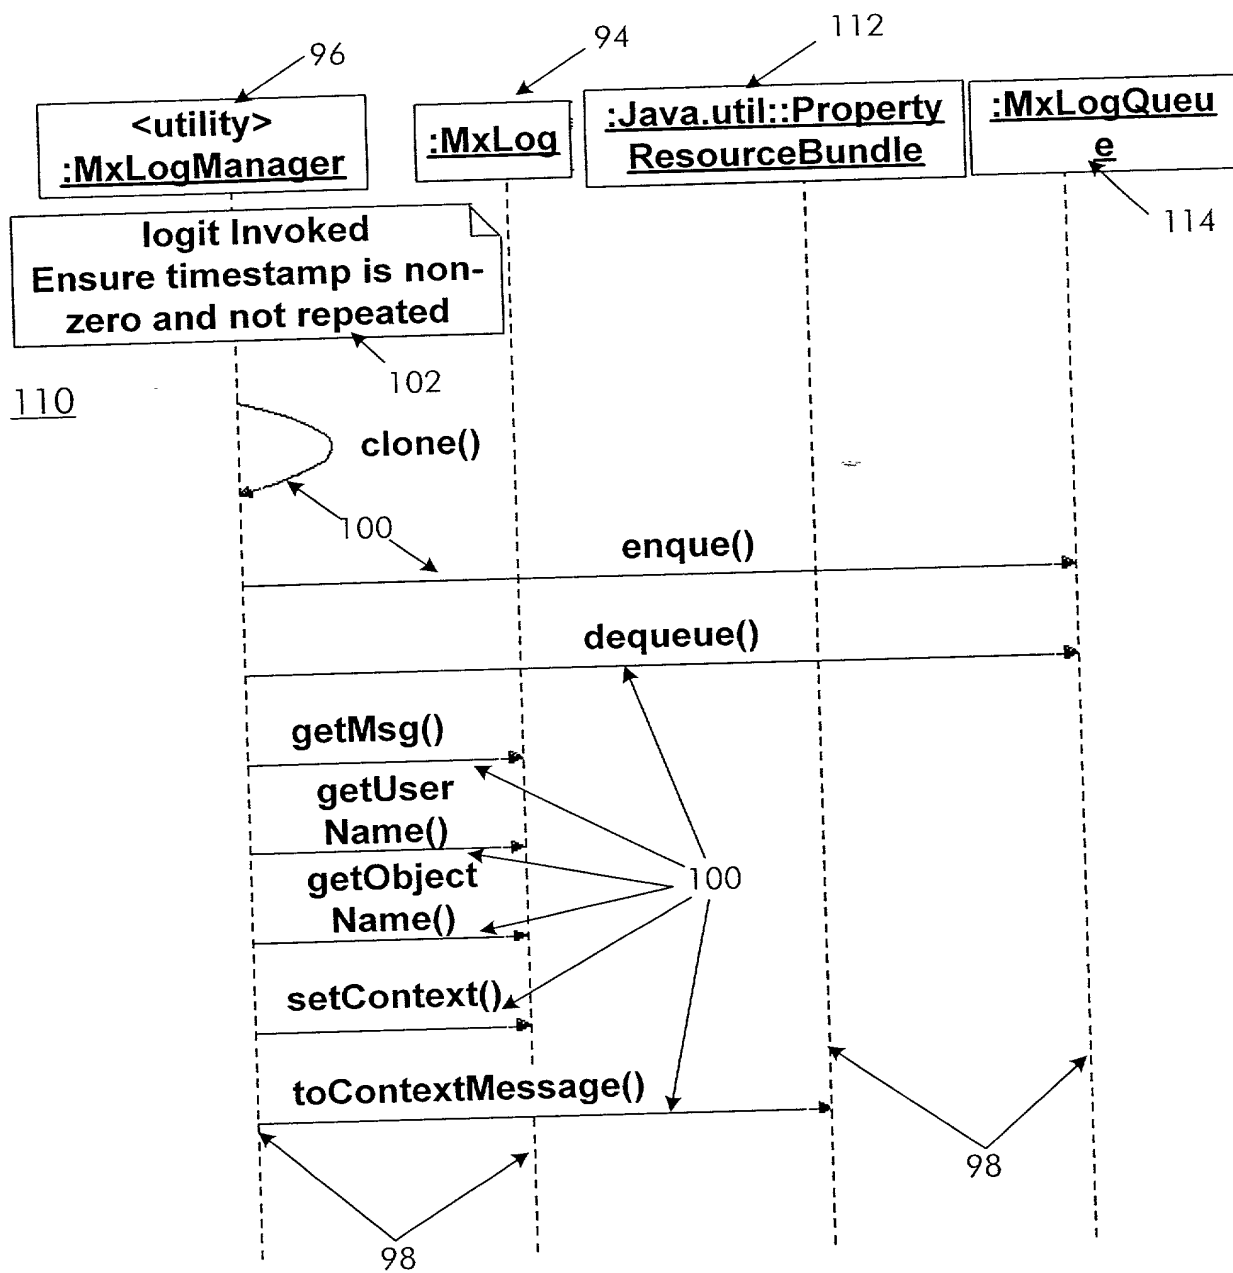 96
94
112
<utility>
:MxLogManager
:MxLog
:Java.util::Property
ResourceBundle
:MxLogQueu
e
114
logit Invoked
Ensure timestamp is non-
zero and not repeated
102
110
clone()
100
enque()
dequeue()
getMsg()
getUser
Name()
getObject
Name()
100
setContext()
toContextMessage()
98
98